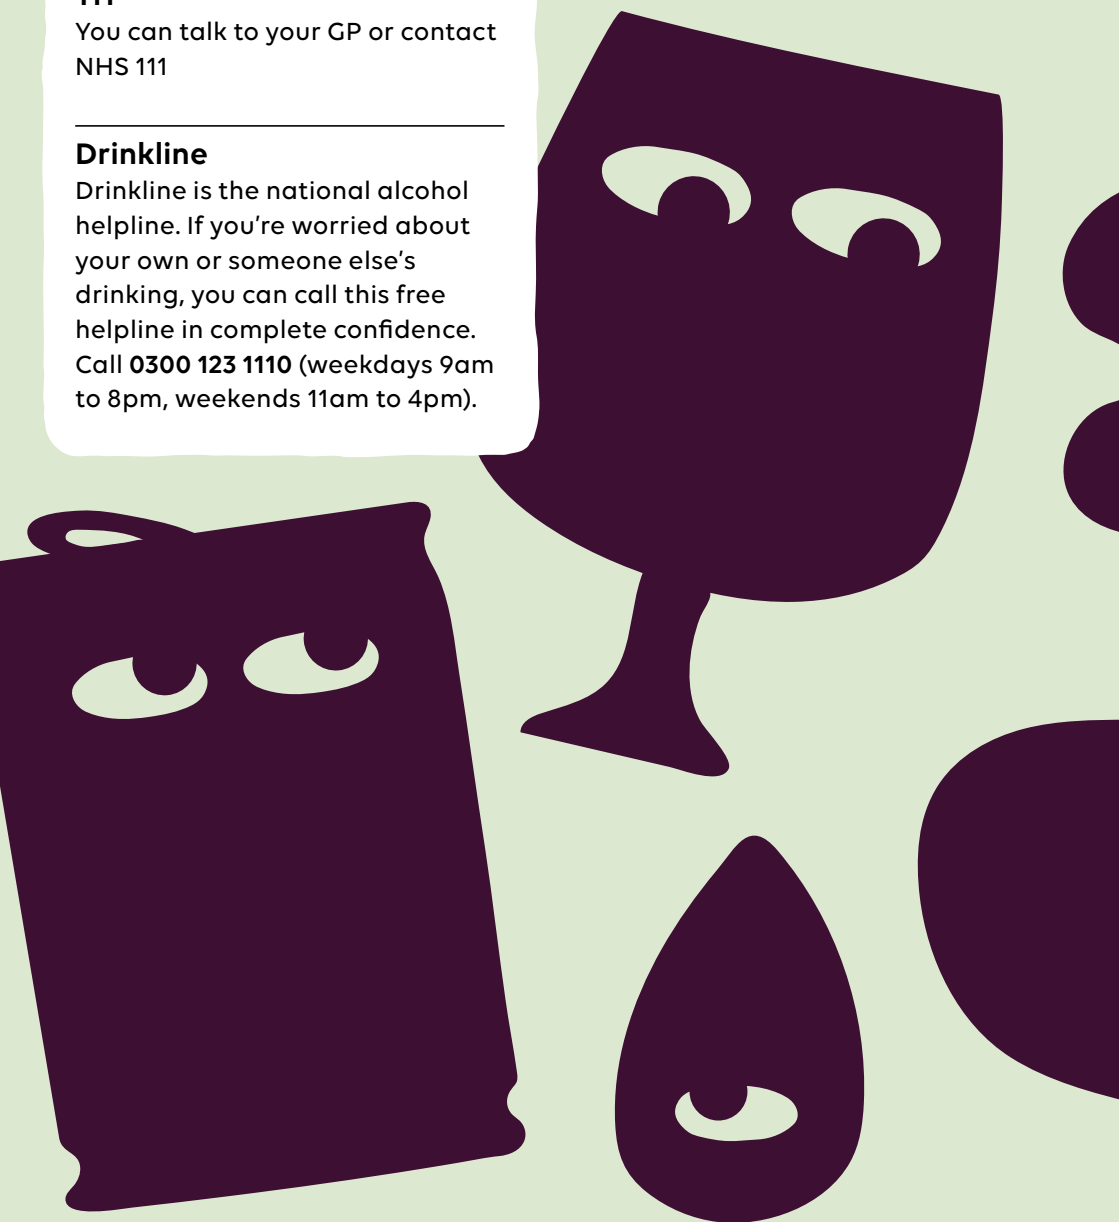 You can talk to your GP or contact
NHS 111
Drinkline
Drinkline is the national alcohol
helpline. If you’re worried about
your own or someone else’s
drinking, you can call this free
helpline in complete confidence.
Call 0300 123 1110 (weekdays 9am
to 8pm, weekends 11am to 4pm).